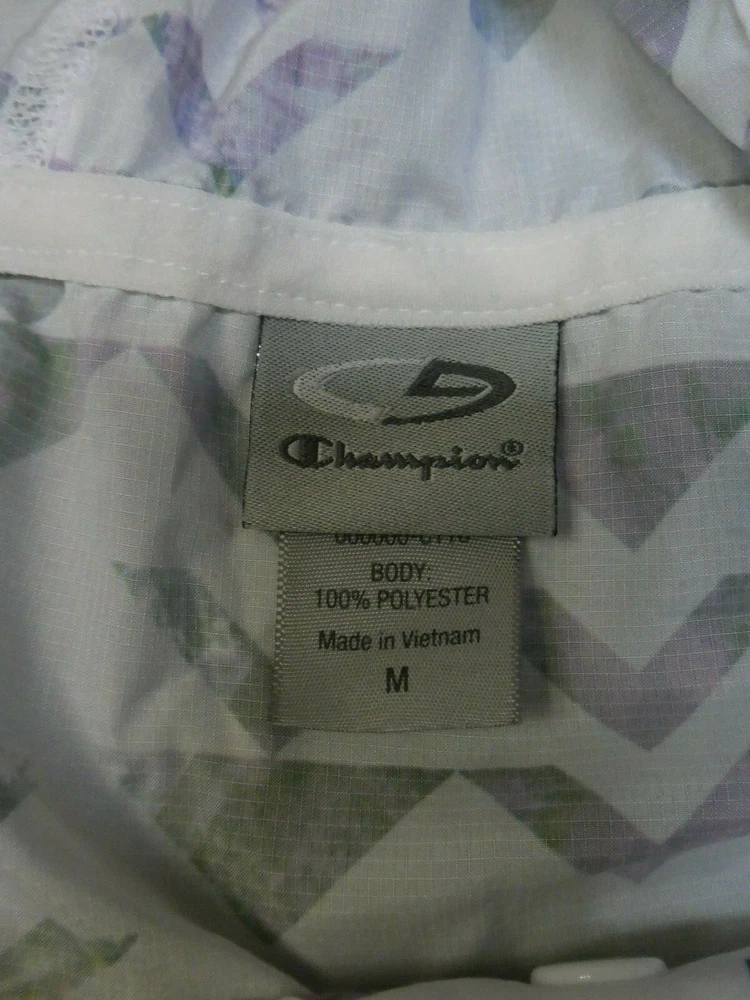 Champion®
BODY:
100% POLYESTER
Made in Vietnam
M